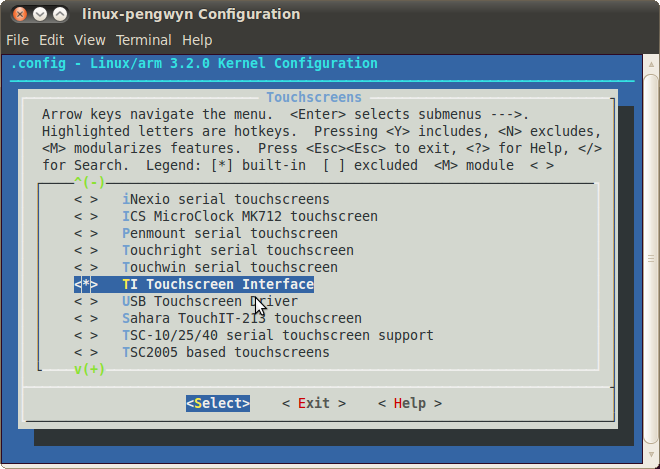 linux-pengwyn Configuration
File Edit View Terminal Help
.config - Linux/arm 3.2.0 Kernel Configuration
Touchscreens
Arrow keys navigate the menu. <Enter> selects submenus --->.
Highlighted letters are hotkeys. Pressing <Y> includes, <N> excludes,
<M> modularizes features. Press <Esc><Esc> to exit, <?> for Help, </>
for Search. Legend: [*] built-in [ ] excluded <M> module < >
^(-)
< > iNexio serial touchscreens
< > ICS MicroClock MK712 touchscreen
< > Penmount serial touchscreen
< > Touchright serial touchscreen
< > Touchwin serial touchscreen
<*> TI Touchscreen Interface
< > USB Touchscreen Driver
< > Sahara TouchIT-213 touchscreen
< > TSC-10/25/40 serial touchscreen support
< > TSC2005 based touchscreens
v(+)
<Select> < Exit > < Help >